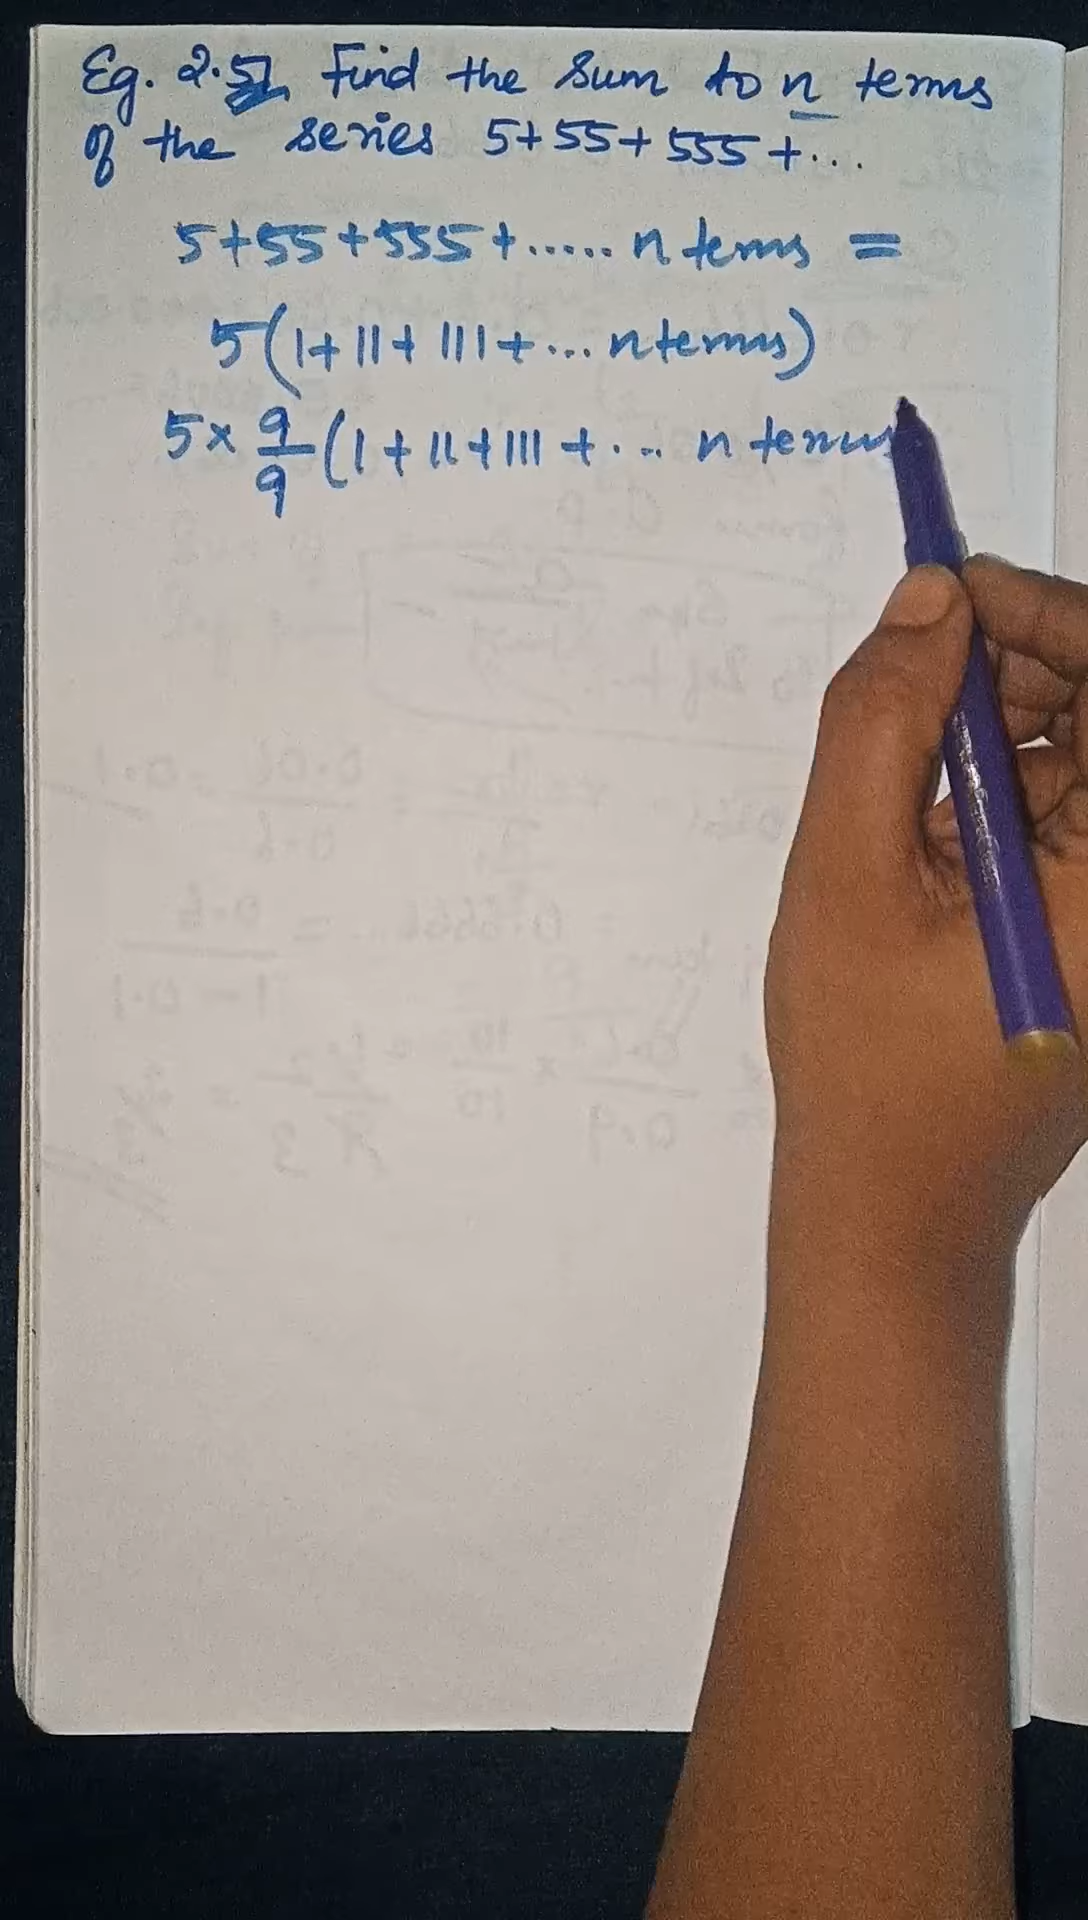 Eg. 2.51 Find the sum to n terms
of the series 5+55+555+...
5+55+555+..... n terms =
5(1+11+111+... n terms)
5×9/9(1+11+111+... n terms